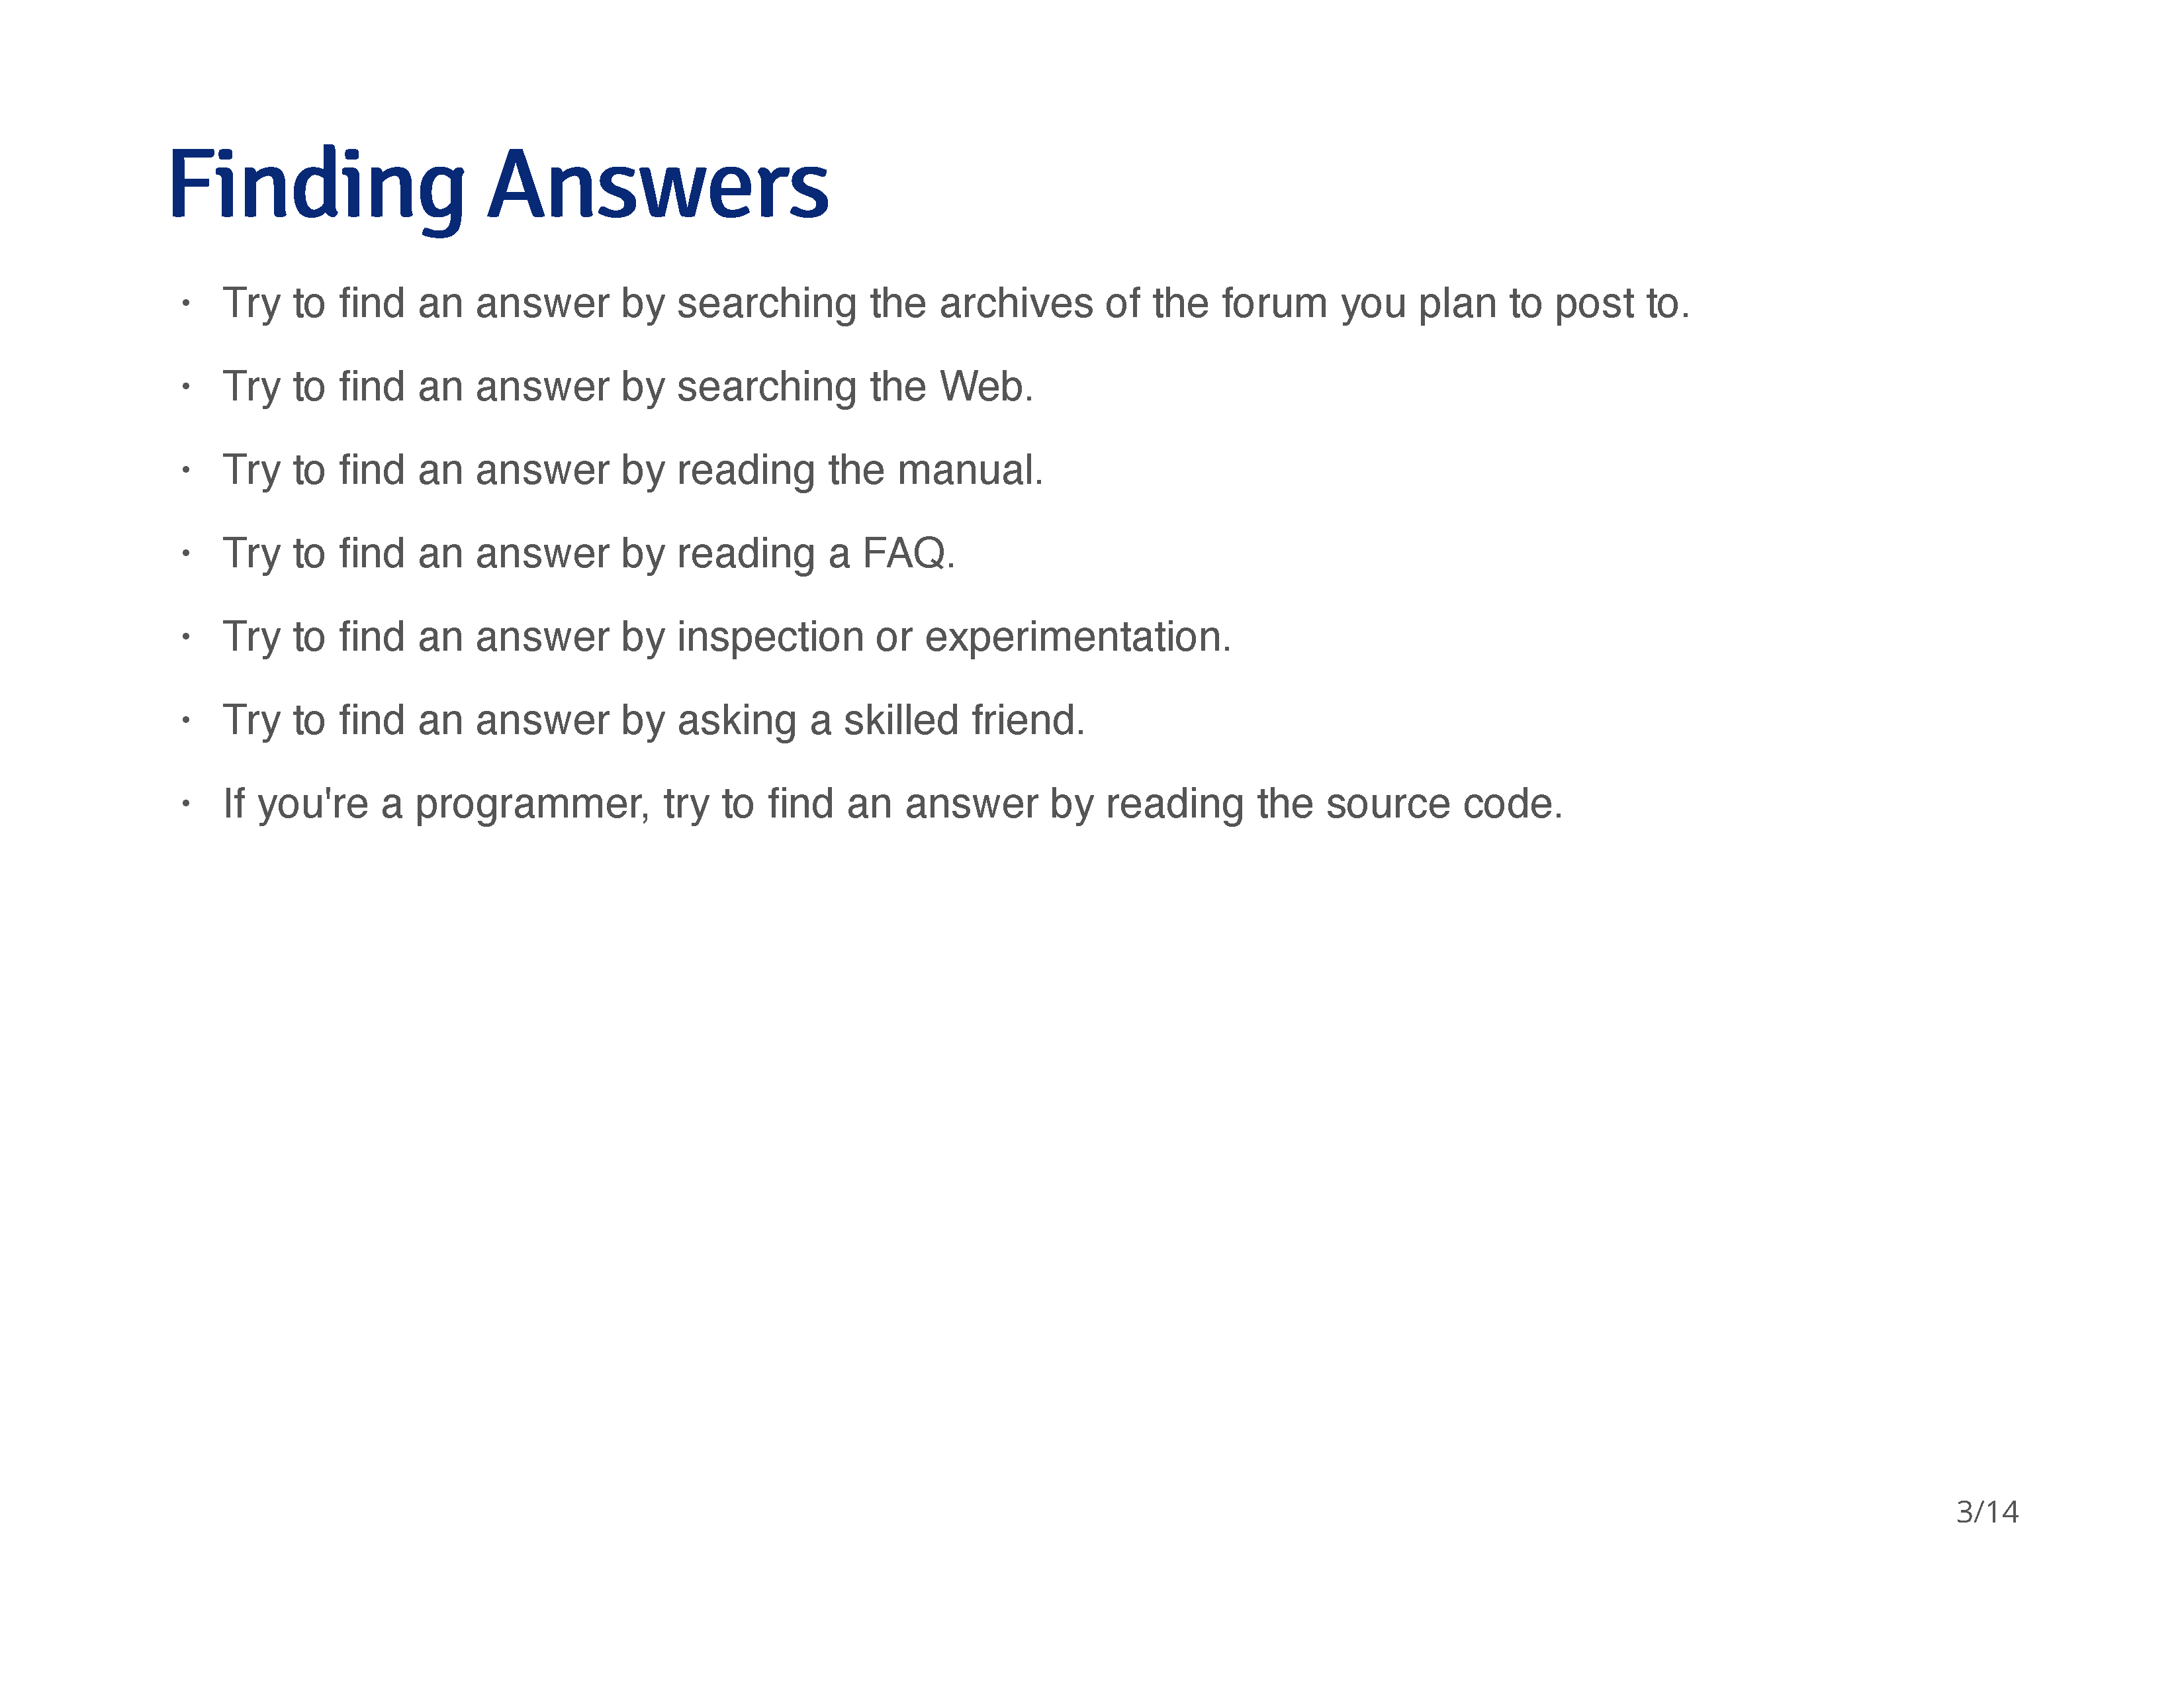 Finding Answers
· Try to find an answer by searching the archives of the forum you plan to post to.
· Try to find an answer by searching the Web.
· Try to find an answer by reading the manual.
· Try to find an answer by reading a FAQ.
· Try to find an answer by inspection or experimentation.
· Try to find an answer by asking a skilled friend.
· If you're a programmer, try to find an answer by reading the source code.
3/14